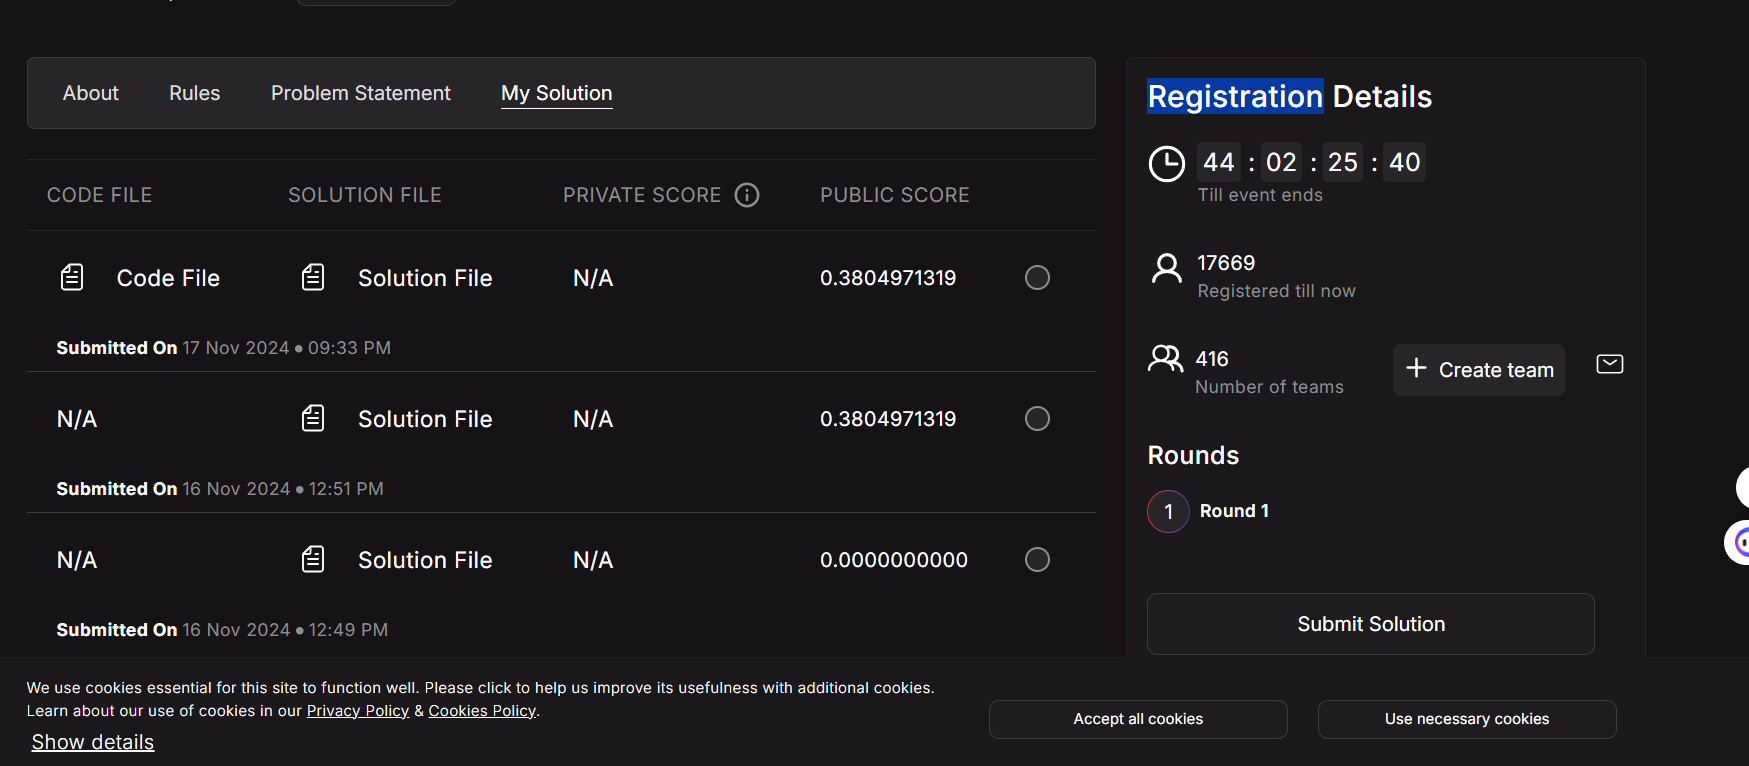 About Rules Problem Statement My Solution
CODE FILE SOLUTION FILE PRIVATE SCORE PUBLIC SCORE
Code File Solution File N/A 0.3804971319
Submitted On 17 Nov 2024 • 09:33 PM
N/A Solution File N/A 0.3804971319
Submitted On 16 Nov 2024 • 12:51 PM
N/A Solution File N/A 0.0000000000
Submitted On 16 Nov 2024 • 12:49 PM
Registration Details
44 : 02 : 25 : 40
Till event ends
17669
Registered till now
416
Number of teams
+ Create team
Rounds
1 Round 1
Submit Solution
We use cookies essential for this site to function well. Please click to help us improve its usefulness with additional cookies.
Learn about our use of cookies in our Privacy Policy & Cookies Policy.
Show details
Accept all cookies
Use necessary cookies